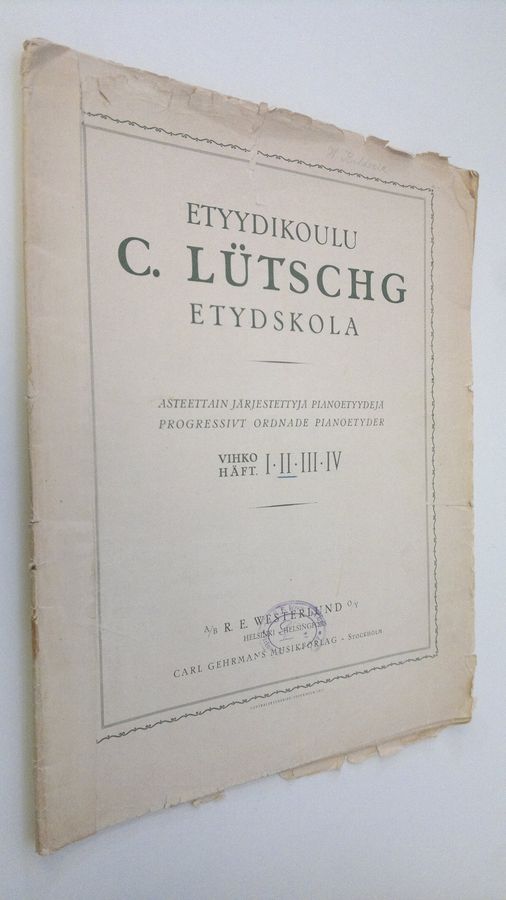 ETYYDIKOULU
C. LÜTSCHG
ETYDSKOLA
ASTEETTAIN JÄRJESTETTYJÄ PIANOETYYDEJÄ
PROGRESSIVT ORDNADE PIANOETYDER
VIHKO
HÄFT. I·II·III·IV
A/B R. E. WESTERLUND O/Y
HELSINKI HELSINGFORS
CARL GEHRMANS MUSIKFÖRLAG - STOCKHOLM